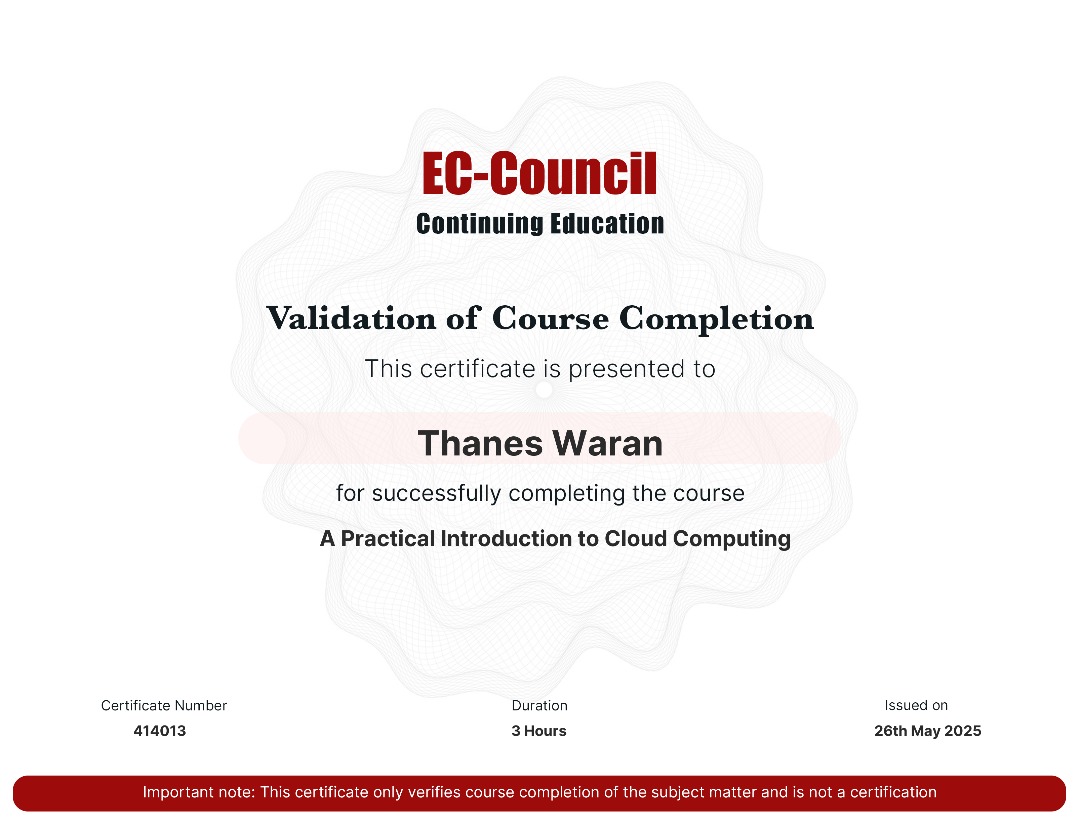 EC-Council
Continuing Education
Validation of Course Completion
This certificate is presented to
Thanes Waran
for successfully completing the course
A Practical Introduction to Cloud Computing
Certificate Number
414013
Duration
3 Hours
Issued on
26th May 2025
Important note: This certificate only verifies course completion of the subject matter and is not a certification